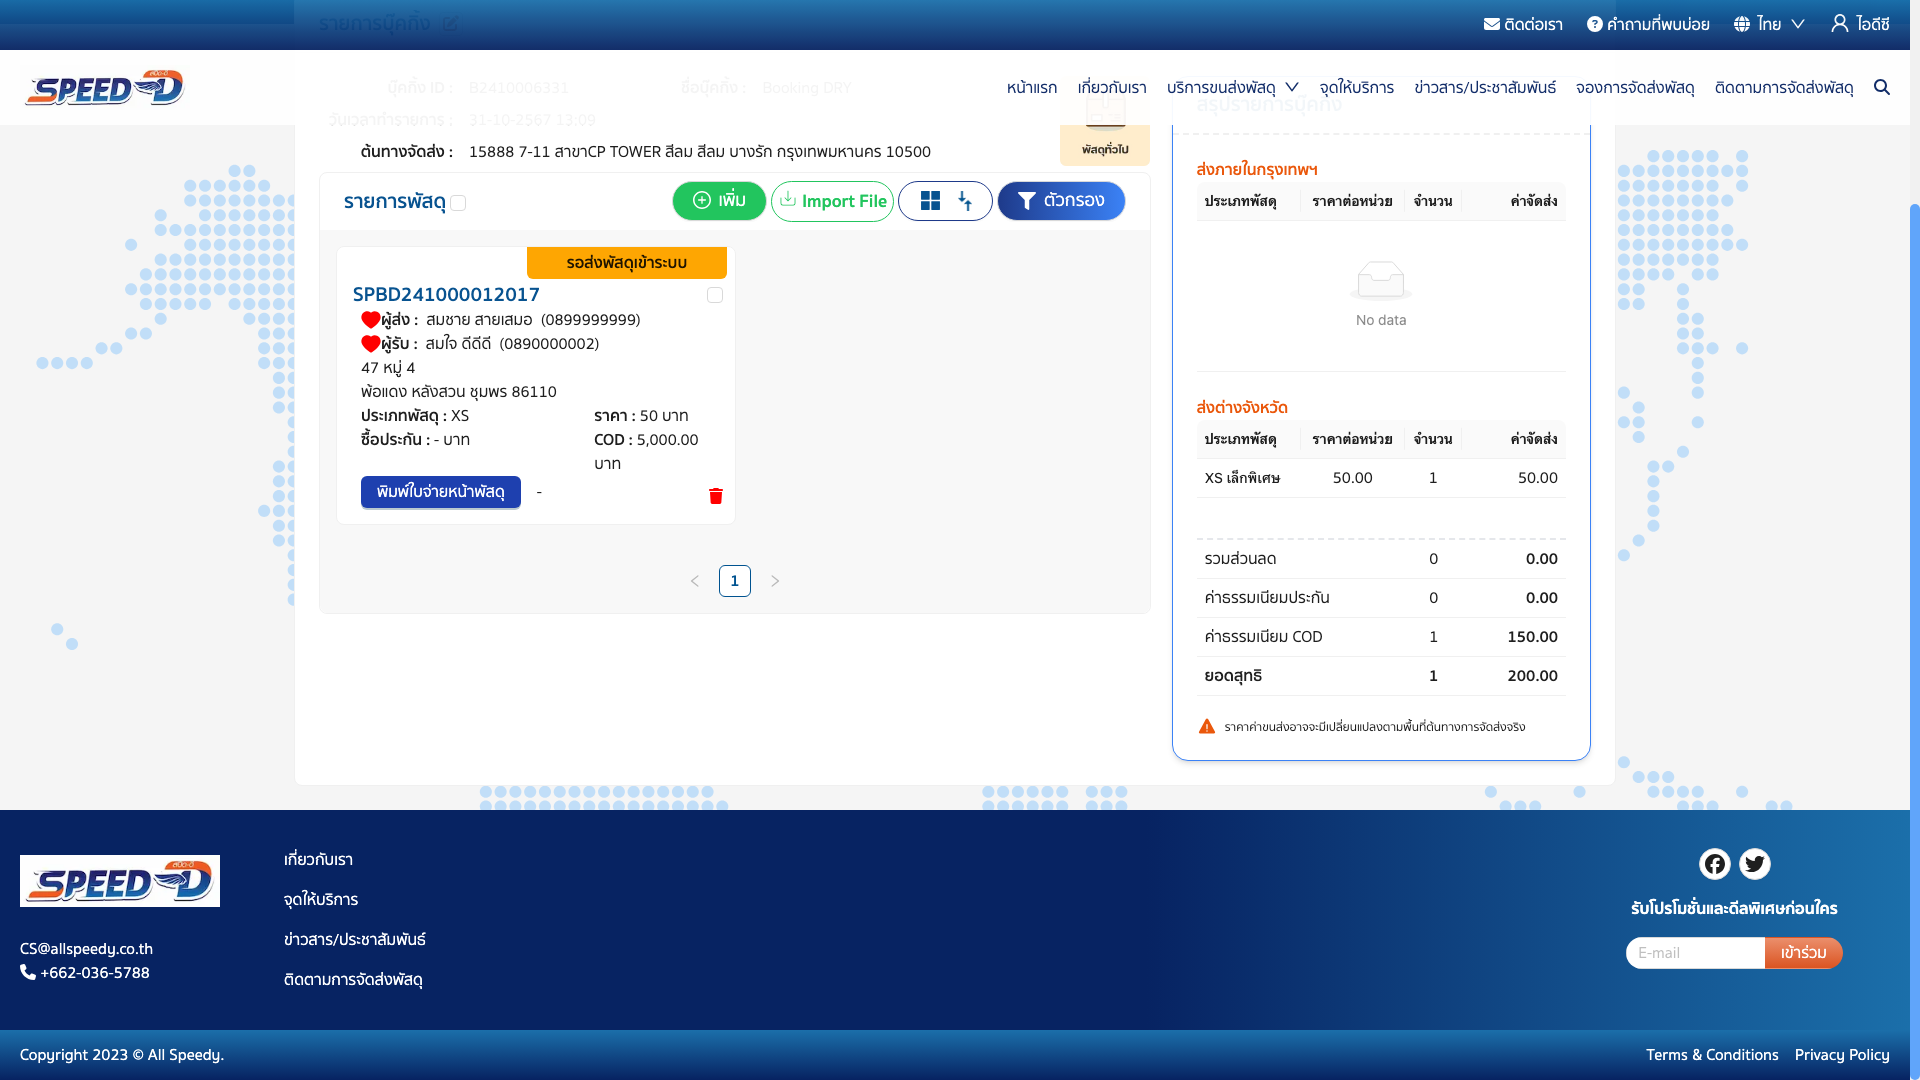 รายการบุ๊คกิ้ง
ติดต่อเรา
คำถามที่พบบ่อย
ไทย
ไอดีซี
SPEED-D
หน้าแรก
เกี่ยวกับเรา
บริการขนส่งพัสดุ
จุดให้บริการ
ข่าวสาร/ประชาสัมพันธ์
จองการจัดส่งพัสดุ
ติดตามการจัดส่งพัสดุ
บุ๊คกิ้ง ID : B2410006331 ชื่อบุ๊คกิ้ง : Booking DRY
วันเวลาทำรายการ : 31-10-2567 13:09
ต้นทางจัดส่ง : 15888 7-11 สาขาCP TOWER สีลม สีลม บางรัก กรุงเทพมหานคร 10500
พัสดุทั่วไป
รายการพัสดุ
เพิ่ม
Import File
ตัวกรอง
รอส่งพัสดุเข้าระบบ
SPBD241000012017
ผู้ส่ง : สมชาย สายเสมอ (0899999999)
ผู้รับ : สมใจ ดีดีดี (0890000002)
47 หมู่ 4
พ้อแดง หลังสวน ชุมพร 86110
ประเภทพัสดุ : XS ราคา : 50 บาท
ซื้อประกัน : - บาท COD : 5,000.00
บาท
พิมพ์ใบจ่ายหน้าพัสดุ -
1
สรุปรายการบุ๊คกิ้ง
ส่งภายในกรุงเทพฯ
ประเภทพัสดุ ราคาต่อหน่วย จำนวน ค่าจัดส่ง
No data
ส่งต่างจังหวัด
ประเภทพัสดุ ราคาต่อหน่วย จำนวน ค่าจัดส่ง
XS เล็กพิเศษ 50.00 1 50.00
รวมส่วนลด 0 0.00
ค่าธรรมเนียมประกัน 0 0.00
ค่าธรรมเนียม COD 1 150.00
ยอดสุทธิ 1 200.00
ราคาค่าขนส่งอาจจะมีเปลี่ยนแปลงตามพื้นที่ต้นทางการจัดส่งจริง
สปีด-ดี
SPEED-D
CS@allspeedy.co.th
+662-036-5788
เกี่ยวกับเรา
จุดให้บริการ
ข่าวสาร/ประชาสัมพันธ์
ติดตามการจัดส่งพัสดุ
รับโปรโมชั่นและดีลพิเศษก่อนใคร
E-mail
เข้าร่วม
Copyright 2023 © All Speedy.
Terms & Conditions
Privacy Policy